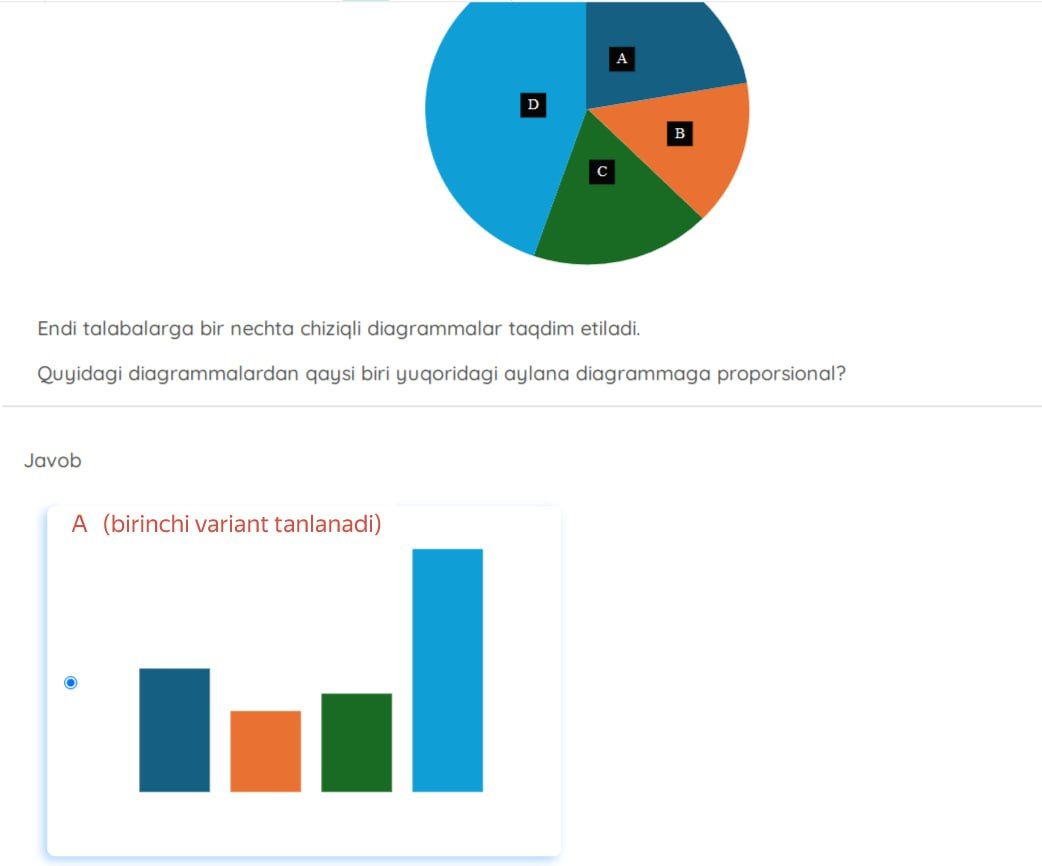 A
D
B
C
Endi talabalarga bir nechta chiziqli diagrammalar taqdim etiladi.
Quyidagi diagrammalardan qaysi biri yuqoridagi aylana diagrammaga proporsional?
Javob
A (birinchi variant tanlanadi)